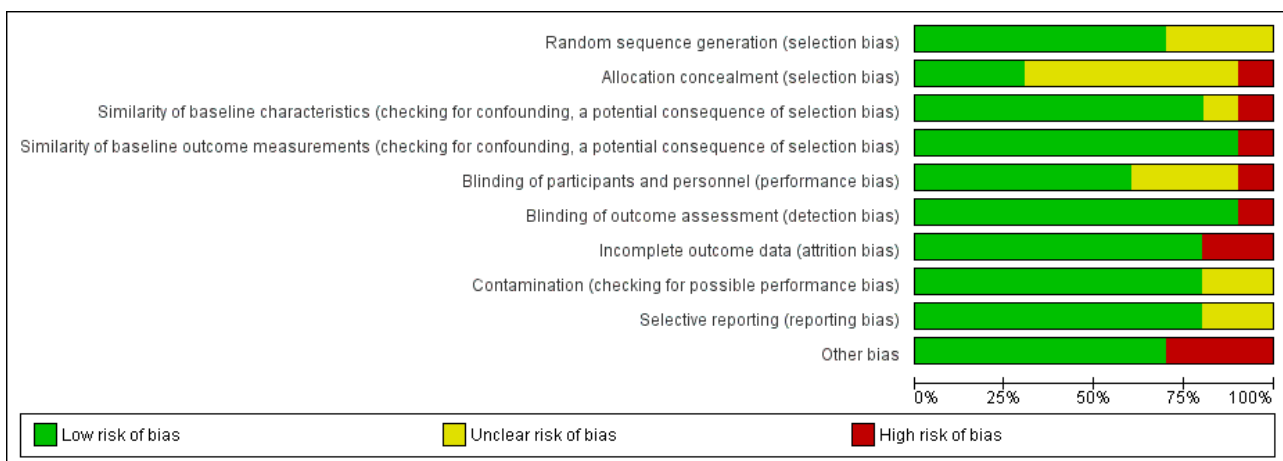 Random sequence generation (selection bias)
Allocation concealment (selection bias)
Similarity of baseline characteristics (checking for confounding, a potential consequence of selection bias)
Similarity of baseline outcome measurements (checking for confounding, a potential consequence of selection bias)
Blinding of participants and personnel (performance bias)
Blinding of outcome assessment (detection bias)
Incomplete outcome data (attrition bias)
Contamination (checking for possible performance bias)
Selective reporting (reporting bias)
Other bias
0% 25% 50% 75% 100%
Low risk of bias Unclear risk of bias High risk of bias